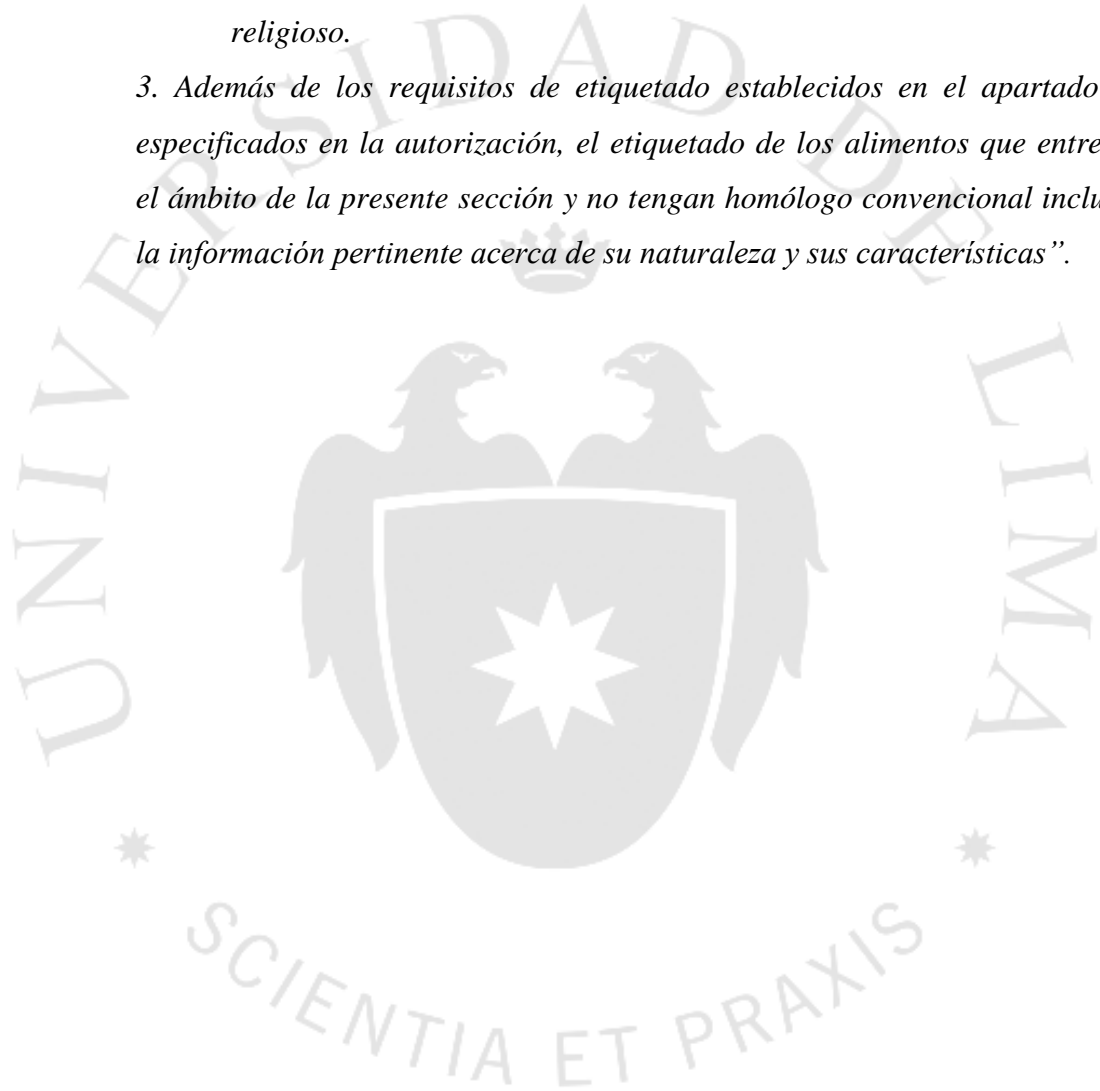 religioso.
3. Además de los requisitos de etiquetado establecidos en el apartado
especificados en la autorización, el etiquetado de los alimentos que entre
el ámbito de la presente sección y no tengan homólogo convencional inclu
la información pertinente acerca de su naturaleza y sus características”.
UNIVERSIDAD DE LIMA
SCIENTIA ET PRAXIS